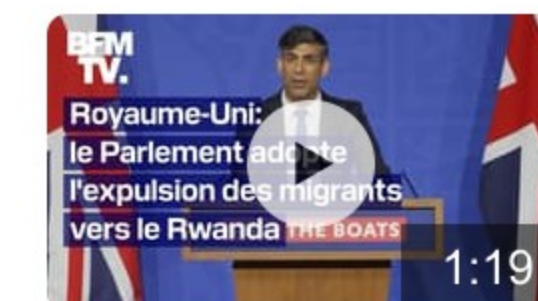 BFM
TV.
Royaume-Uni:
le Parlement adopte
l'expulsion des migrants
vers le Rwanda
THE BOATS
1:19